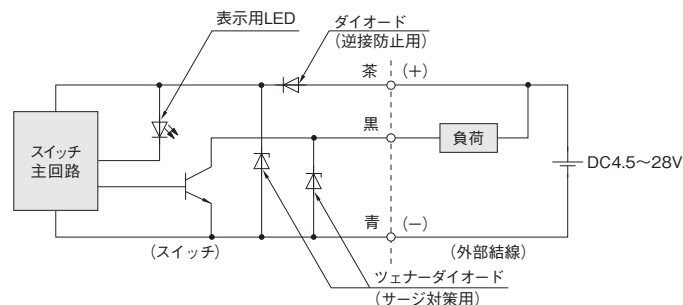 表示用LED
ダイオード
(逆接防止用)
茶 (+)
黒
負荷
スイッチ
主回路
DC4.5〜28V
青 (−)
(スイッチ)
(外部結線)
ツェナーダイオード
(サージ対策用)